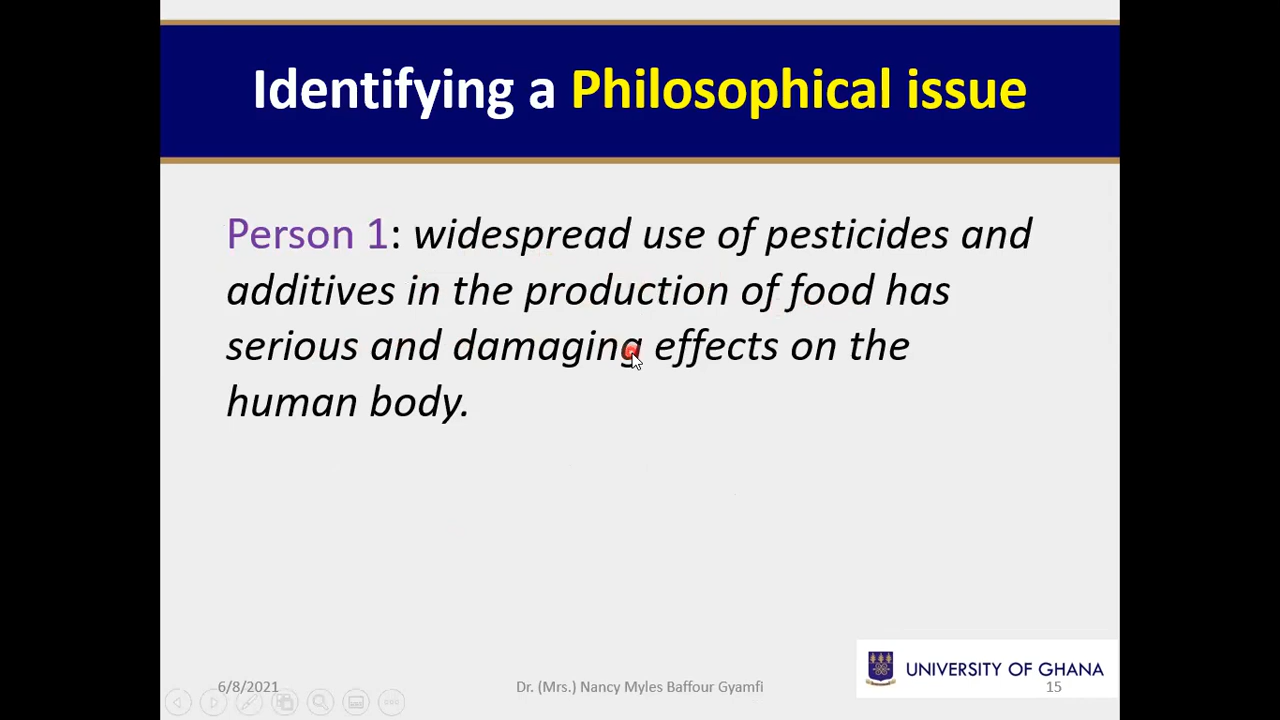 Identifying a Philosophical issue
Person 1: widespread use of pesticides and
additives in the production of food has
serious and damaging effects on the
human body.
UNIVERSITY OF GHANA
6/8/2021
Dr. (Mrs.) Nancy Myles Baffour Gyamfi
15